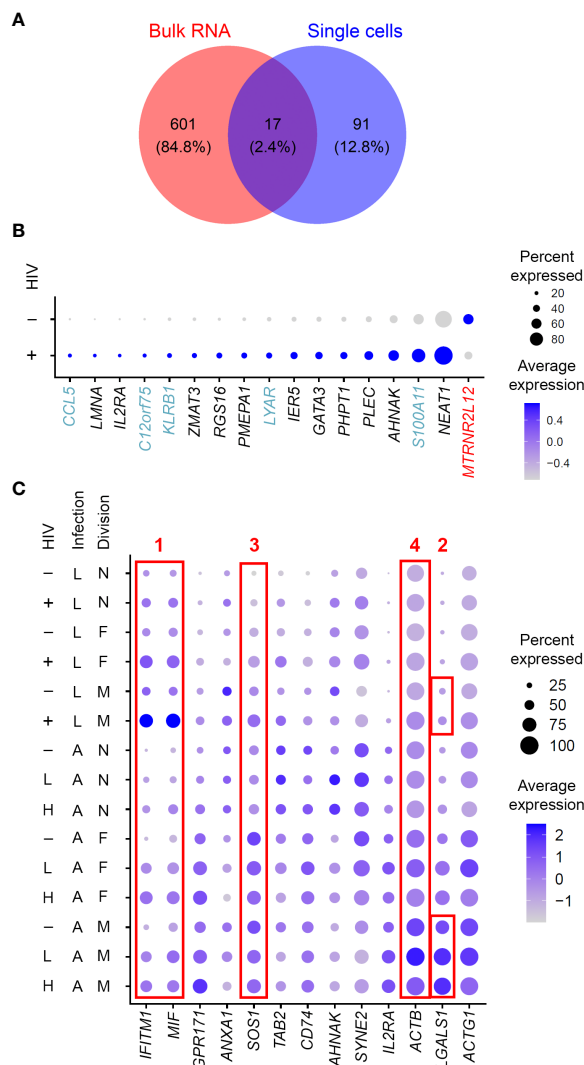 A
Bulk RNA Single cells
601 17 91
(84.8%) (2.4%) (12.8%)
B
HIV
−
+
CCL5 LMNA IL2RA C12orf75 KLRB1 ZMAT3 RGS16 PMEPA1 LYAR IER5 GATA3 PHPT1 PLEC AHNAK S100A11 NEAT1 MTRNR2L12
Percent
expressed
20
40
60
80
Average
expression
0.4
0.0
−0.4
C
HIV Infection Division
1 3 4 2
− L N
+ L N
− L F
+ L F
− L M
+ L M
− A N
L A N
H A N
− A F
L A F
H A F
− A M
L A M
H A M
IFITM1 MIF GPR171 ANXA1 SOS1 TAB2 CD74 AHNAK SYNE2 IL2RA ACTB LGALS1 ACTG1
Percent
expressed
25
50
75
100
Average
expression
2
1
0
−1